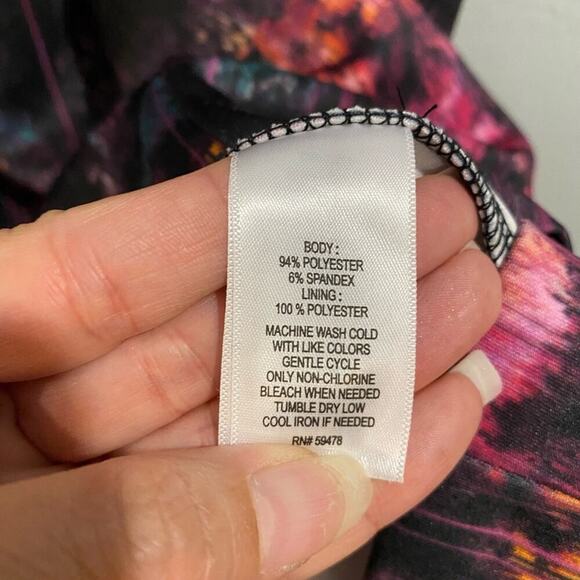 BODY :
94% POLYESTER
6% SPANDEX
LINING :
100 % POLYESTER
MACHINE WASH COLD
WITH LIKE COLORS
GENTLE CYCLE
ONLY NON-CHLORINE
BLEACH WHEN NEEDED
TUMBLE DRY LOW
COOL IRON IF NEEDED
RN# 59478